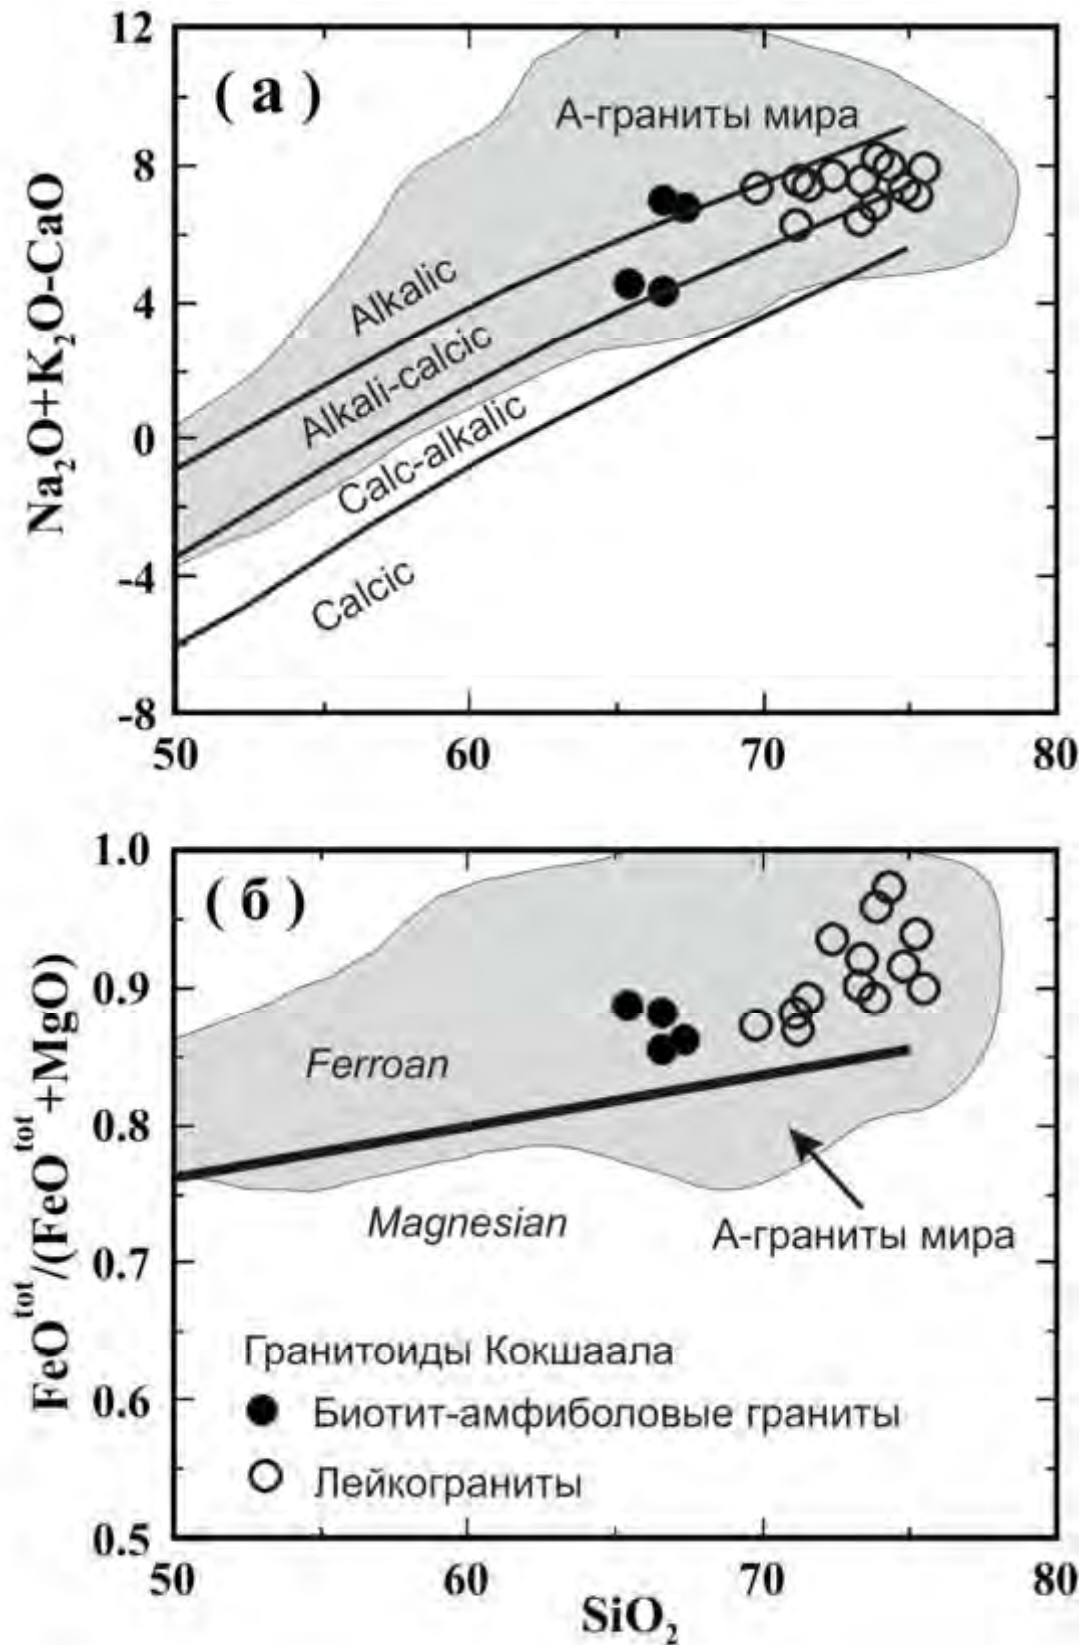 12
8
4
0
-4
-8
Na₂O+K₂O-CaO
( а )
А-граниты мира
Alkalic
Alkali-calcic
Calc-alkalic
Calcic
50 60 70 80
1.0
0.9
0.8
0.7
0.6
0.5
FeOᵗᵒᵗ/(FeOᵗᵒᵗ+MgO)
( б )
Ferroan
Magnesian
А-граниты мира
Гранитоиды Кокшаала
Биотит-амфиболовые граниты
Лейкограниты
50 60 70 80
SiO₂